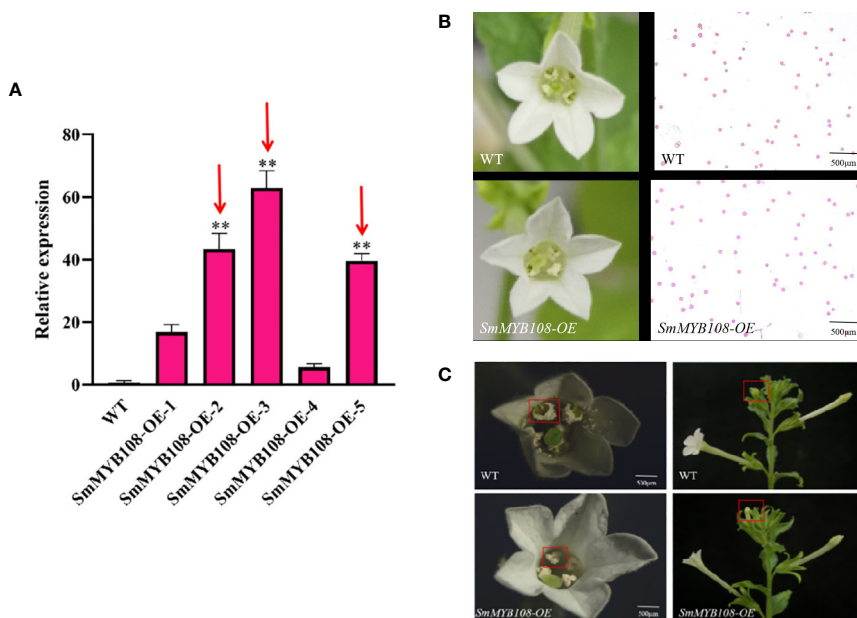 A
Relative expression
80
60
40
20
0
**
**
**
WT
SmMYB108-OE-1
SmMYB108-OE-2
SmMYB108-OE-3
SmMYB108-OE-4
SmMYB108-OE-5
B
WT
WT
500μm
SmMYB108-OE
SmMYB108-OE
500μm
C
WT
500μm
WT
SmMYB108-OE
500μm
SmMYB108-OE